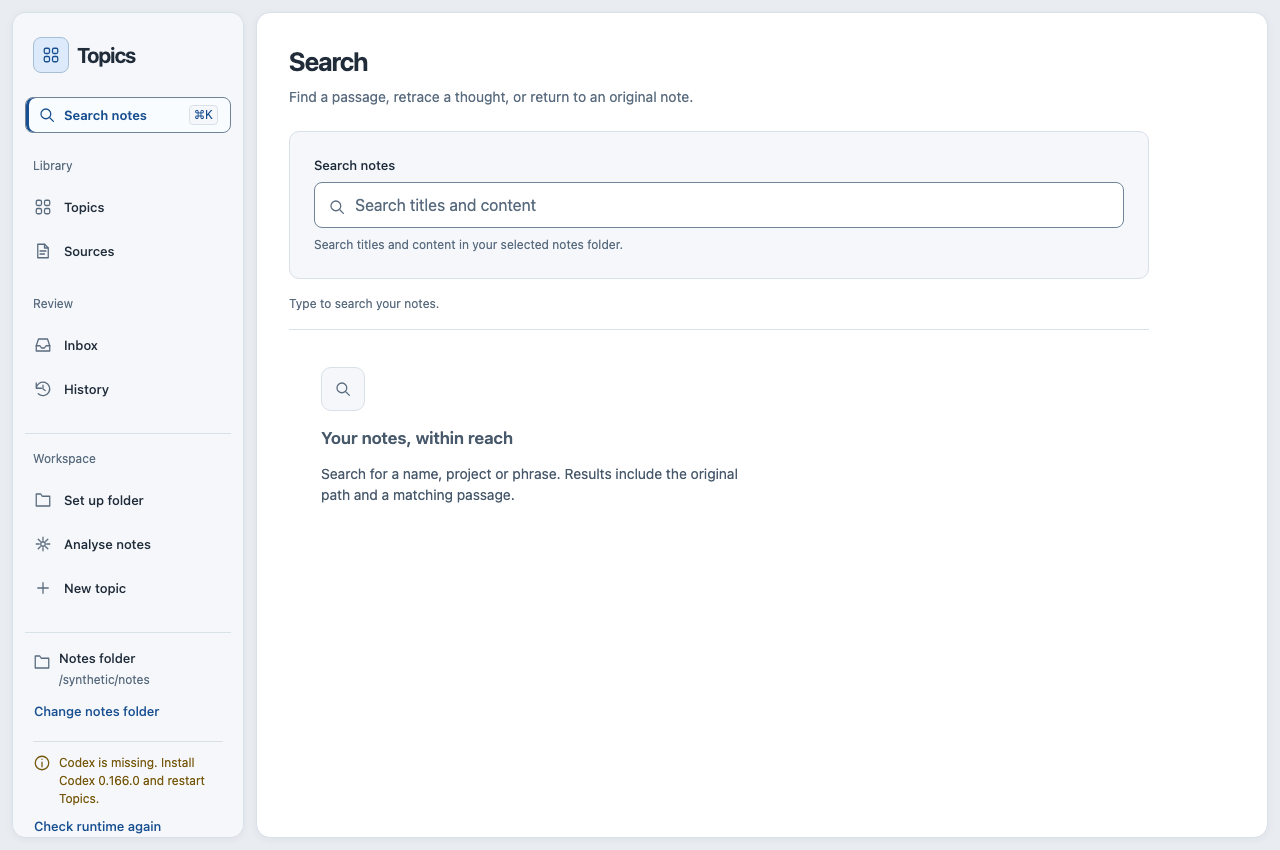 Topics
Search notes ⌘K
Library
Topics
Sources
Review
Inbox
History
Workspace
Set up folder
Analyse notes
New topic
Notes folder
/synthetic/notes
Change notes folder
Codex is missing. Install
Codex 0.166.0 and restart
Topics.
Check runtime again
Search
Find a passage, retrace a thought, or return to an original note.
Search notes
Search titles and content
Search titles and content in your selected notes folder.
Type to search your notes.
Your notes, within reach
Search for a name, project or phrase. Results include the original
path and a matching passage.